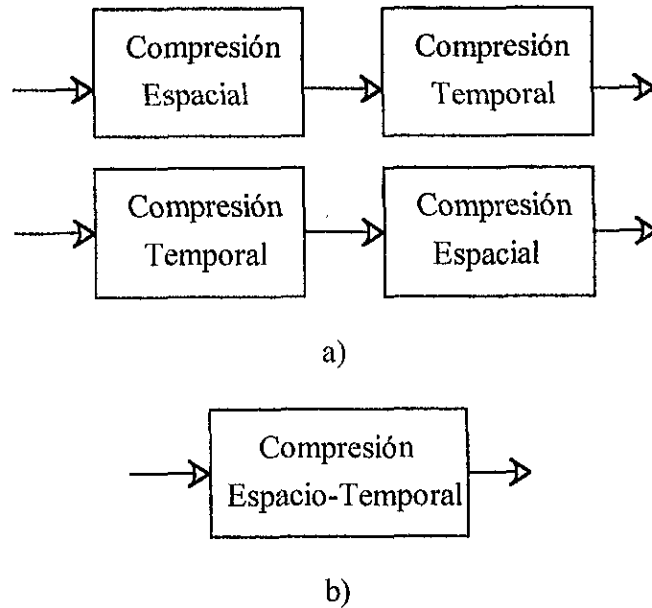 Compresión
Espacial
Compresión
Temporal
Compresión
Temporal
Compresión
Espacial
a)
Compresión
Espacio-Temporal
b)